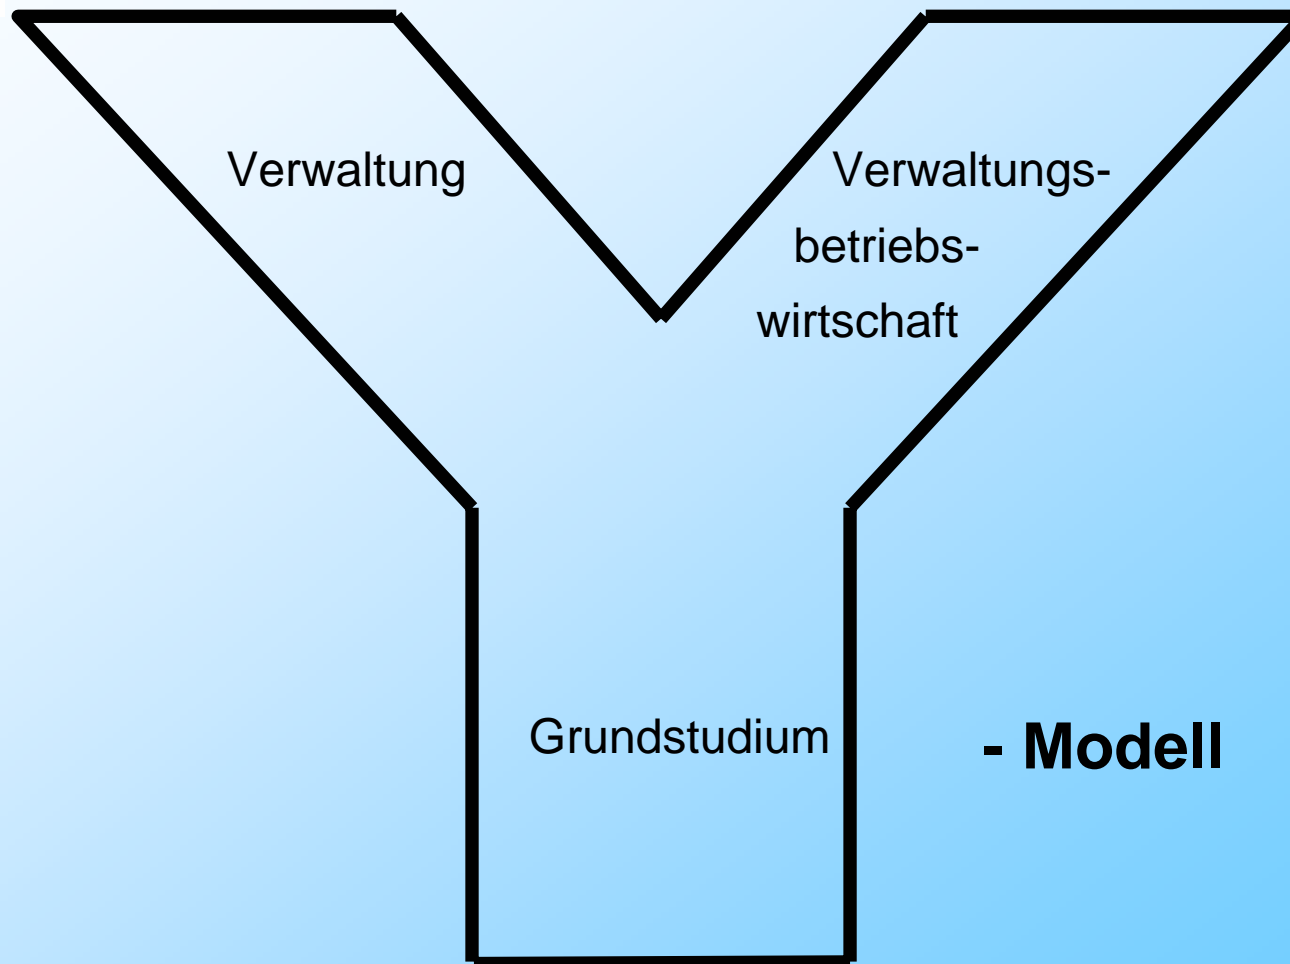 Verwaltung
Verwaltungs-
betriebs-
wirtschaft
Grundstudium
- Modell